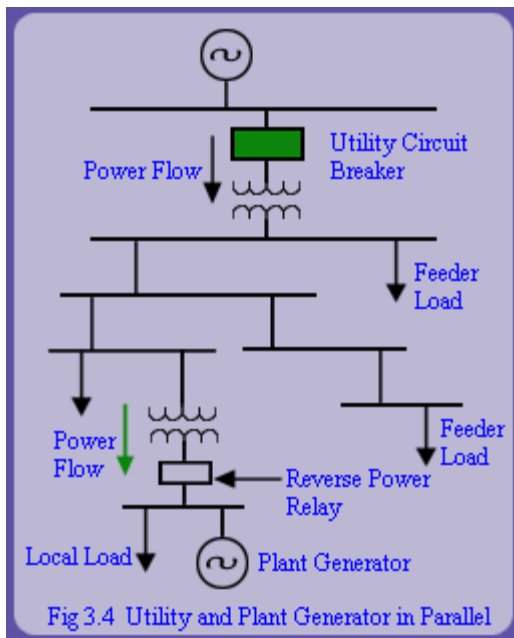 Utility Circuit
Breaker
Power Flow
Feeder
Load
Power
Flow
Feeder
Load
Reverse Power
Relay
Local Load
Plant Generator
Fig 3.4 Utility and Plant Generator in Parallel